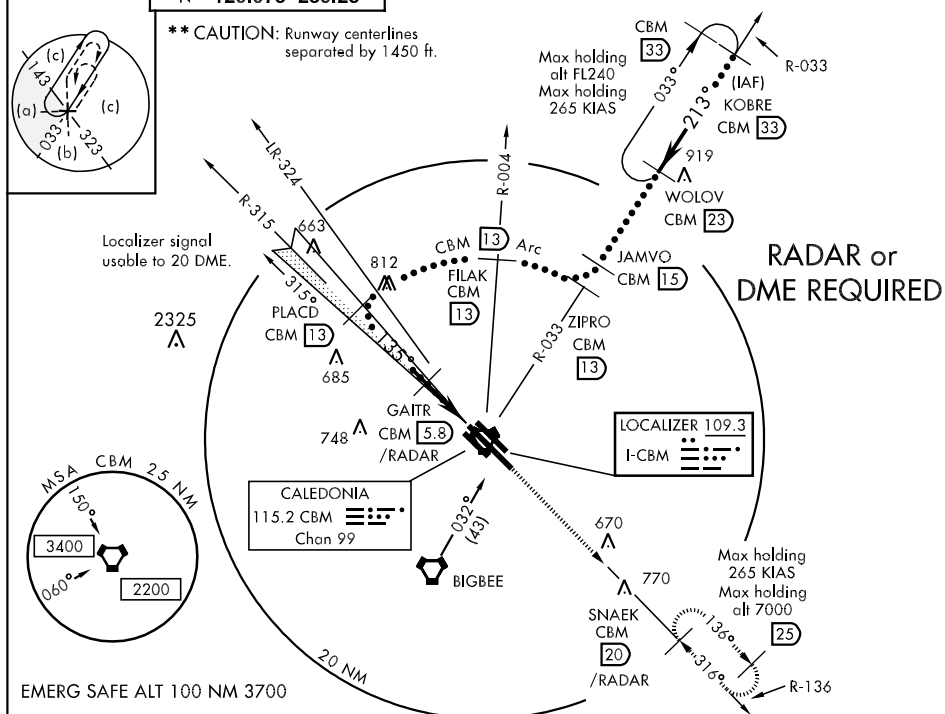 ** CAUTION: Runway centerlines
separated by 1450 ft.
(c)
143
(a)
(c)
033
(b)
323
CBM
33
Max holding
alt FL240
Max holding
265 KIAS
033°
213°
R-033
(IAF)
KOBRE
CBM 33
919
WOLOV
CBM 23
LR-324
R-315
R-004
663
Localizer signal
usable to 20 DME.
812
CBM 13 Arc
FILAK
CBM
13
JAMVO
CBM 15
RADAR or
DME REQUIRED
315°
PLACD
CBM 13
2325
135°
R-033
ZIPRO
CBM
13
685
GAITR
CBM 5.8
/RADAR
748
LOCALIZER 109.3
I-CBM
MSA CBM 25 NM
150°
3400
060°
2200
CALEDONIA
115.2 CBM
Chan 99
032°
(43)
BIGBEE
670
770
Max holding
265 KIAS
Max holding
alt 7000
25
SNAEK
CBM
20
/RADAR
136°
316°
R-136
20 NM
EMERG SAFE ALT 100 NM 3700